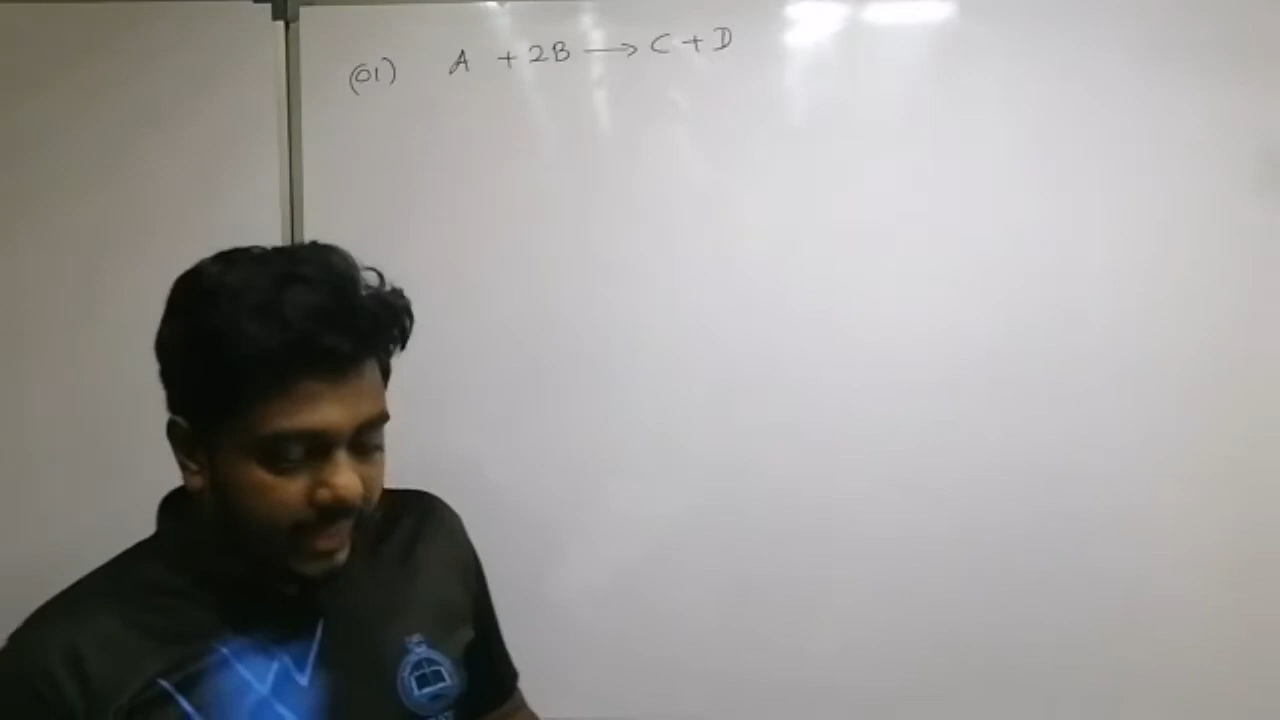 (01) A + 2B → C + D